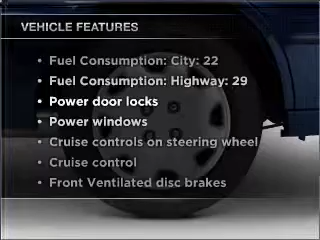 VEHICLE FEATURES
• Fuel Consumption: City: 22
• Fuel Consumption: Highway: 29
• Power door locks
• Power windows
• Cruise controls on steering wheel
• Cruise control
• Front Ventilated disc brakes